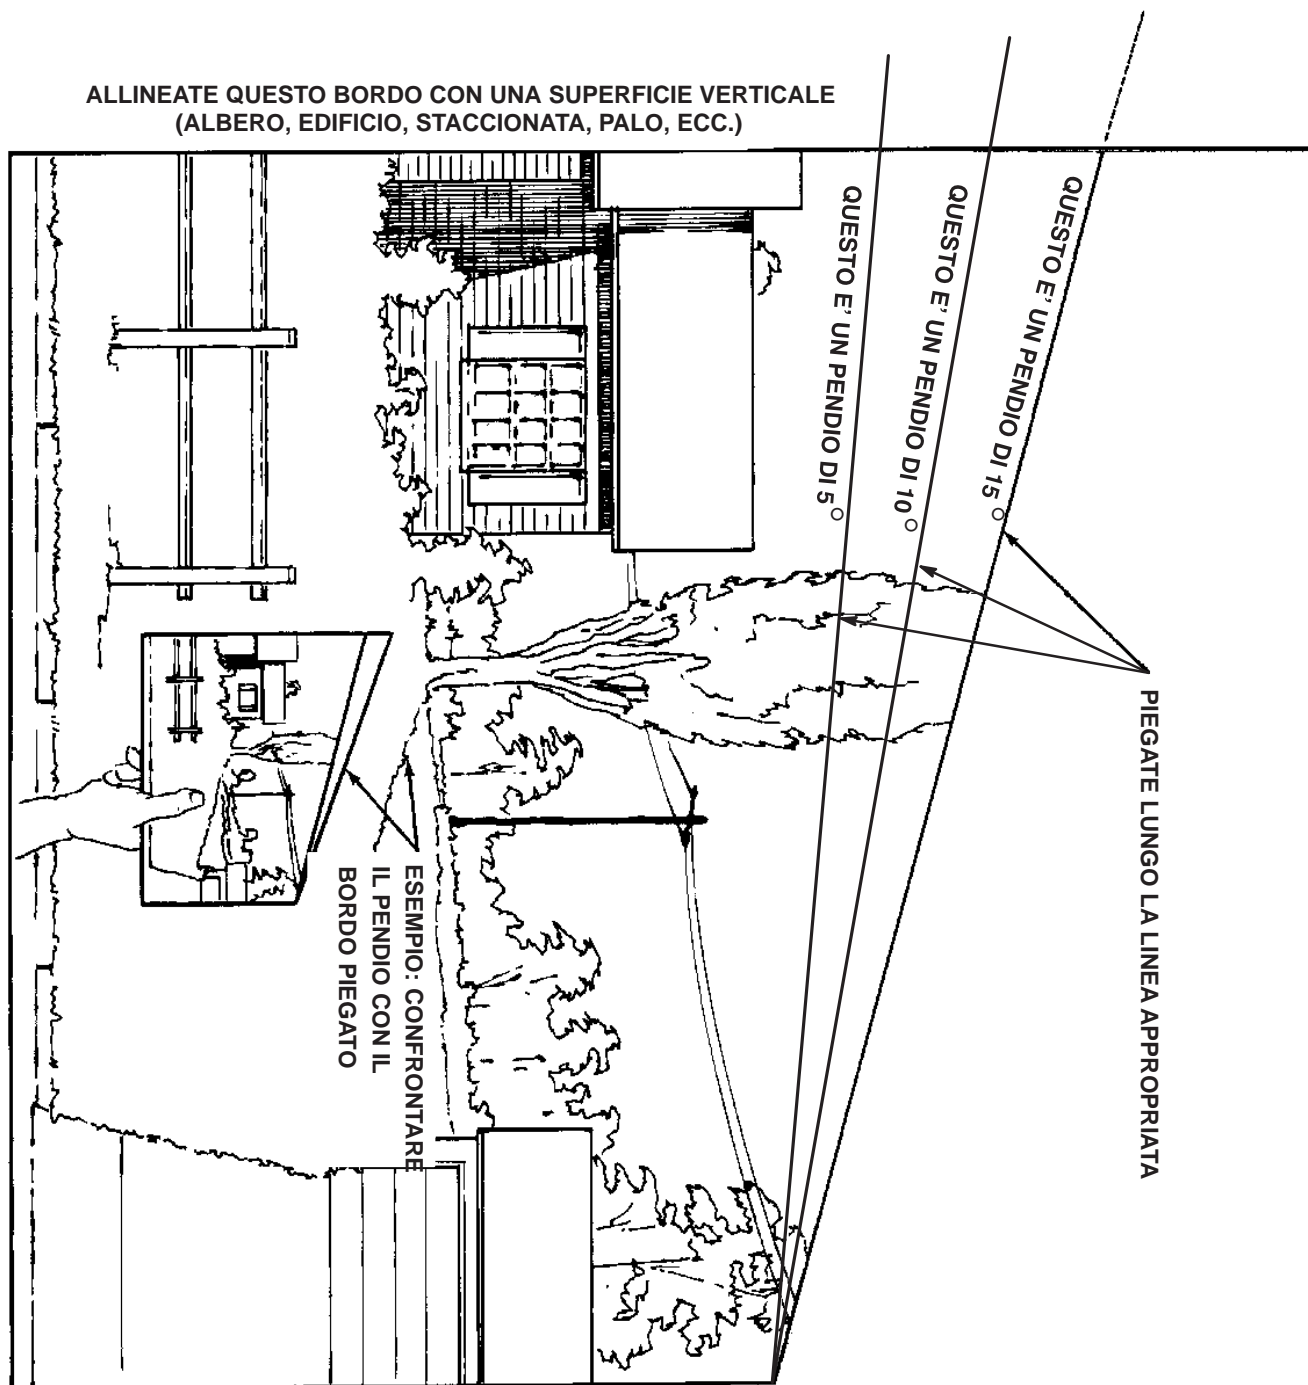 ALLINEATE QUESTO BORDO CON UNA SUPERFICIE VERTICALE
(ALBERO, EDIFICIO, STACCIONATA, PALO, ECC.)
QUESTO E' UN PENDIO DI 15 °
QUESTO E' UN PENDIO DI 10°
QUESTO E' UN PENDIO DI 5°
PIEGATE LUNGO LA LINEA APPROPRIATA
ESEMPIO: CONFRONTARE
IL PENDIO CON IL
BORDO PIEGATO